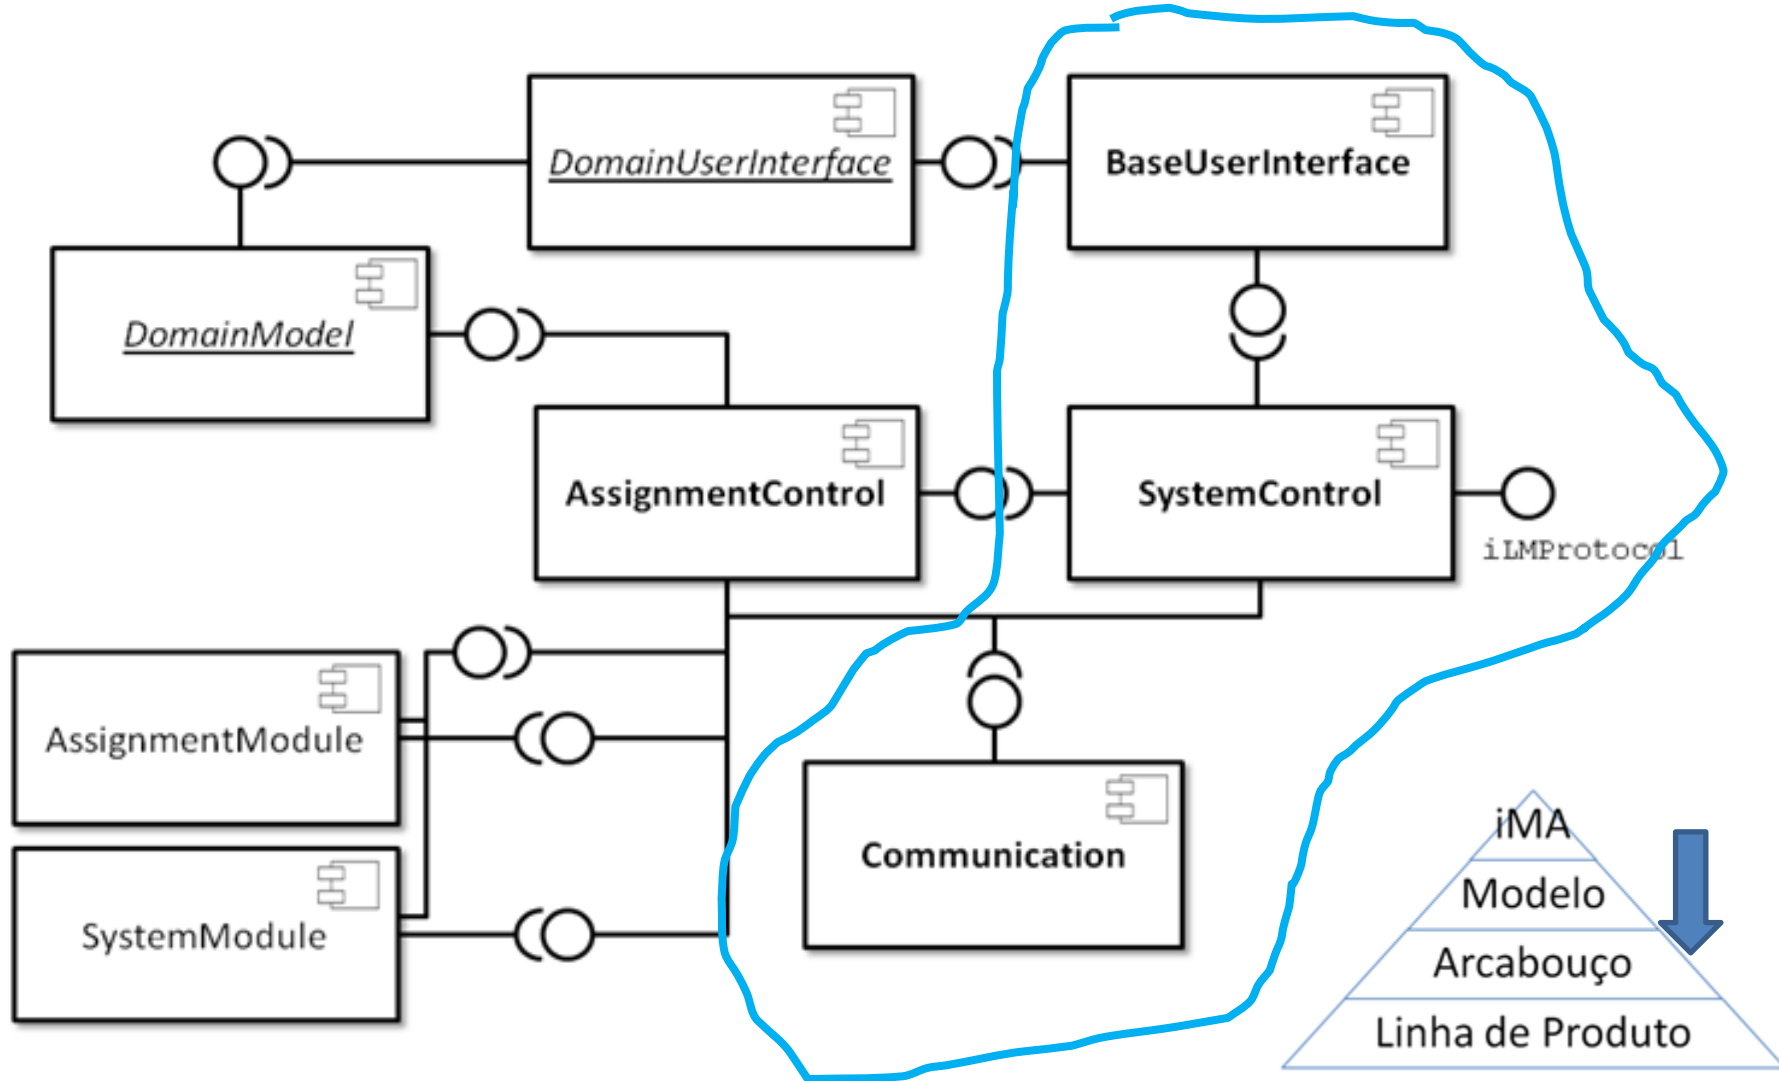 DomainUserInterface
BaseUserInterface
DomainModel
AssignmentControl
SystemControl
iLMProtocol
AssignmentModule
Communication
SystemModule
iMA
Modelo
Arcabouço
Linha de Produto